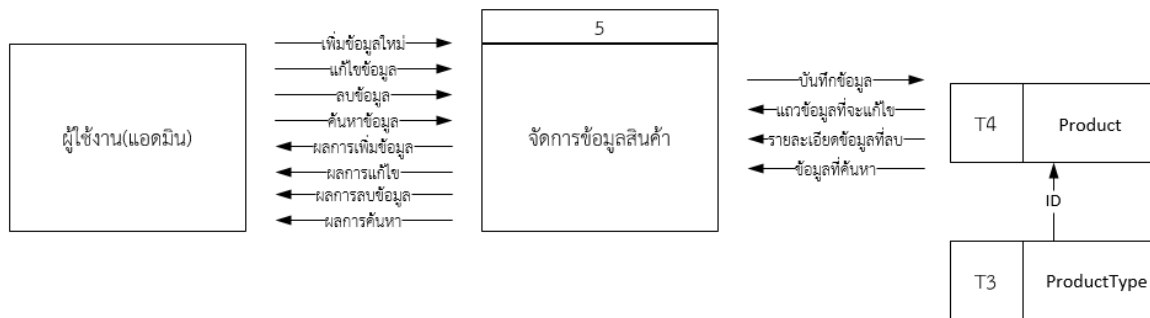 ผู้ใช้งาน(แอดมิน)
เพิ่มข้อมูลใหม่
แก้ไขข้อมูล
ลบข้อมูล
ค้นหาข้อมูล
ผลการเพิ่มข้อมูล
ผลการแก้ไข
ผลการลบข้อมูล
ผลการค้นหา
5
จัดการข้อมูลสินค้า
บันทึกข้อมูล
แถวข้อมูลที่จะแก้ไข
รายละเอียดข้อมูลที่ลบ
ข้อมูลที่ค้นหา
T4 Product
ID
T3 ProductType